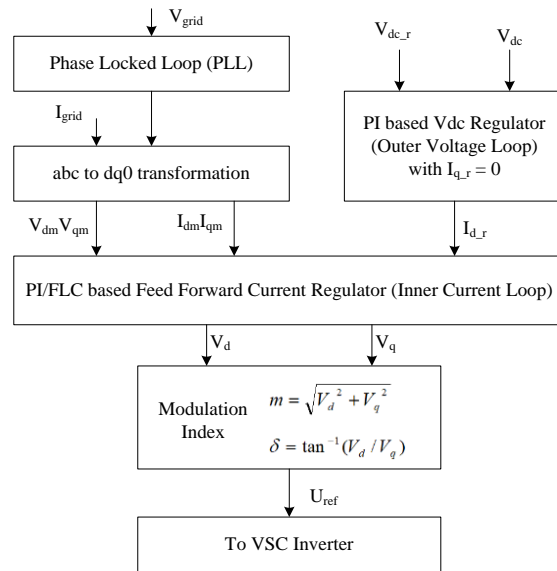 V_grid
Phase Locked Loop (PLL)
I_grid
abc to dq0 transformation
V_dm V_qm
I_dm I_qm
V_dc_r
V_dc
PI based Vdc Regulator
(Outer Voltage Loop)
with I_q_r = 0
I_d_r
PI/FLC based Feed Forward Current Regulator (Inner Current Loop)
V_d
V_q
Modulation
Index
m = √(V_d² + V_q²)
δ = tan⁻¹(V_d / V_q)
U_ref
To VSC Inverter